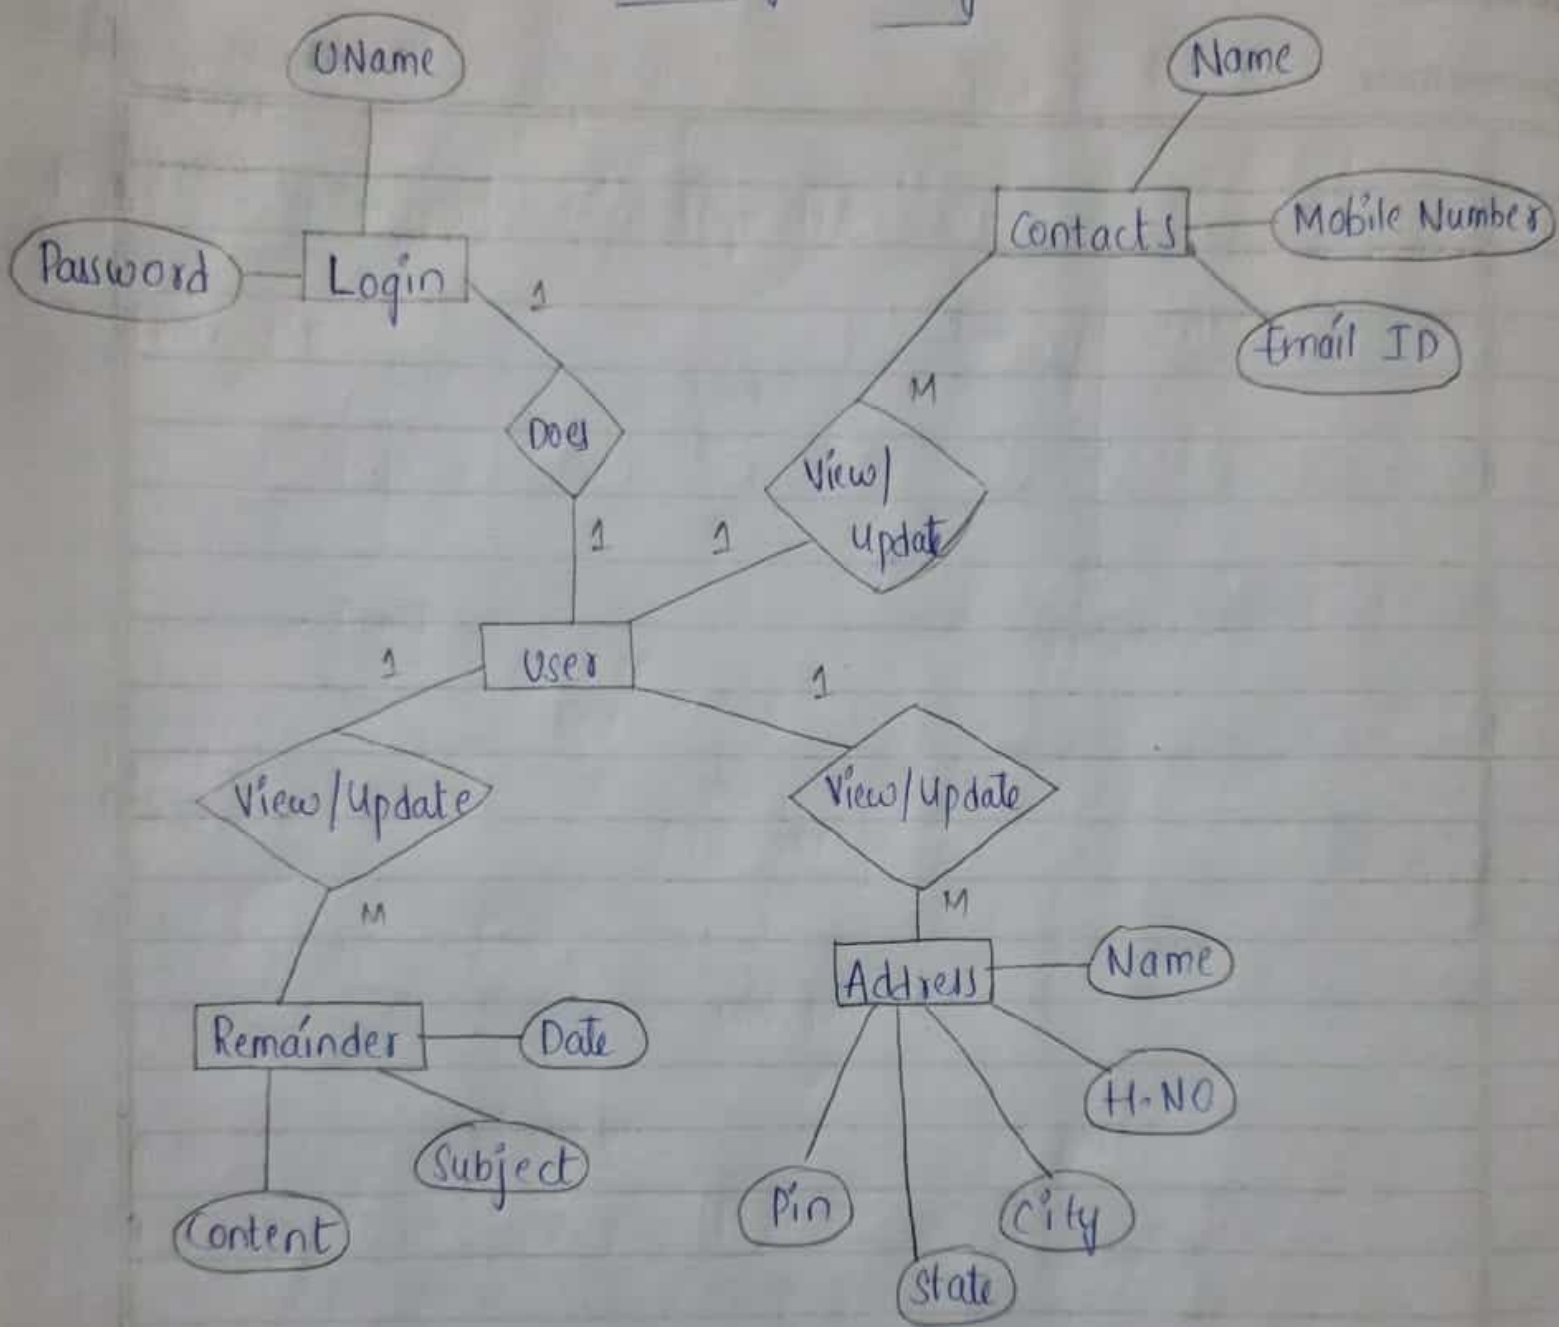 UName
Name
Password
Login
1
Contacts
Mobile Number
Email ID
M
Does
View/
Update
1
1
User
1
1
View/Update
View/Update
M
M
Address
Name
Remainder
Date
H.NO
Subject
Content
Pin
City
State